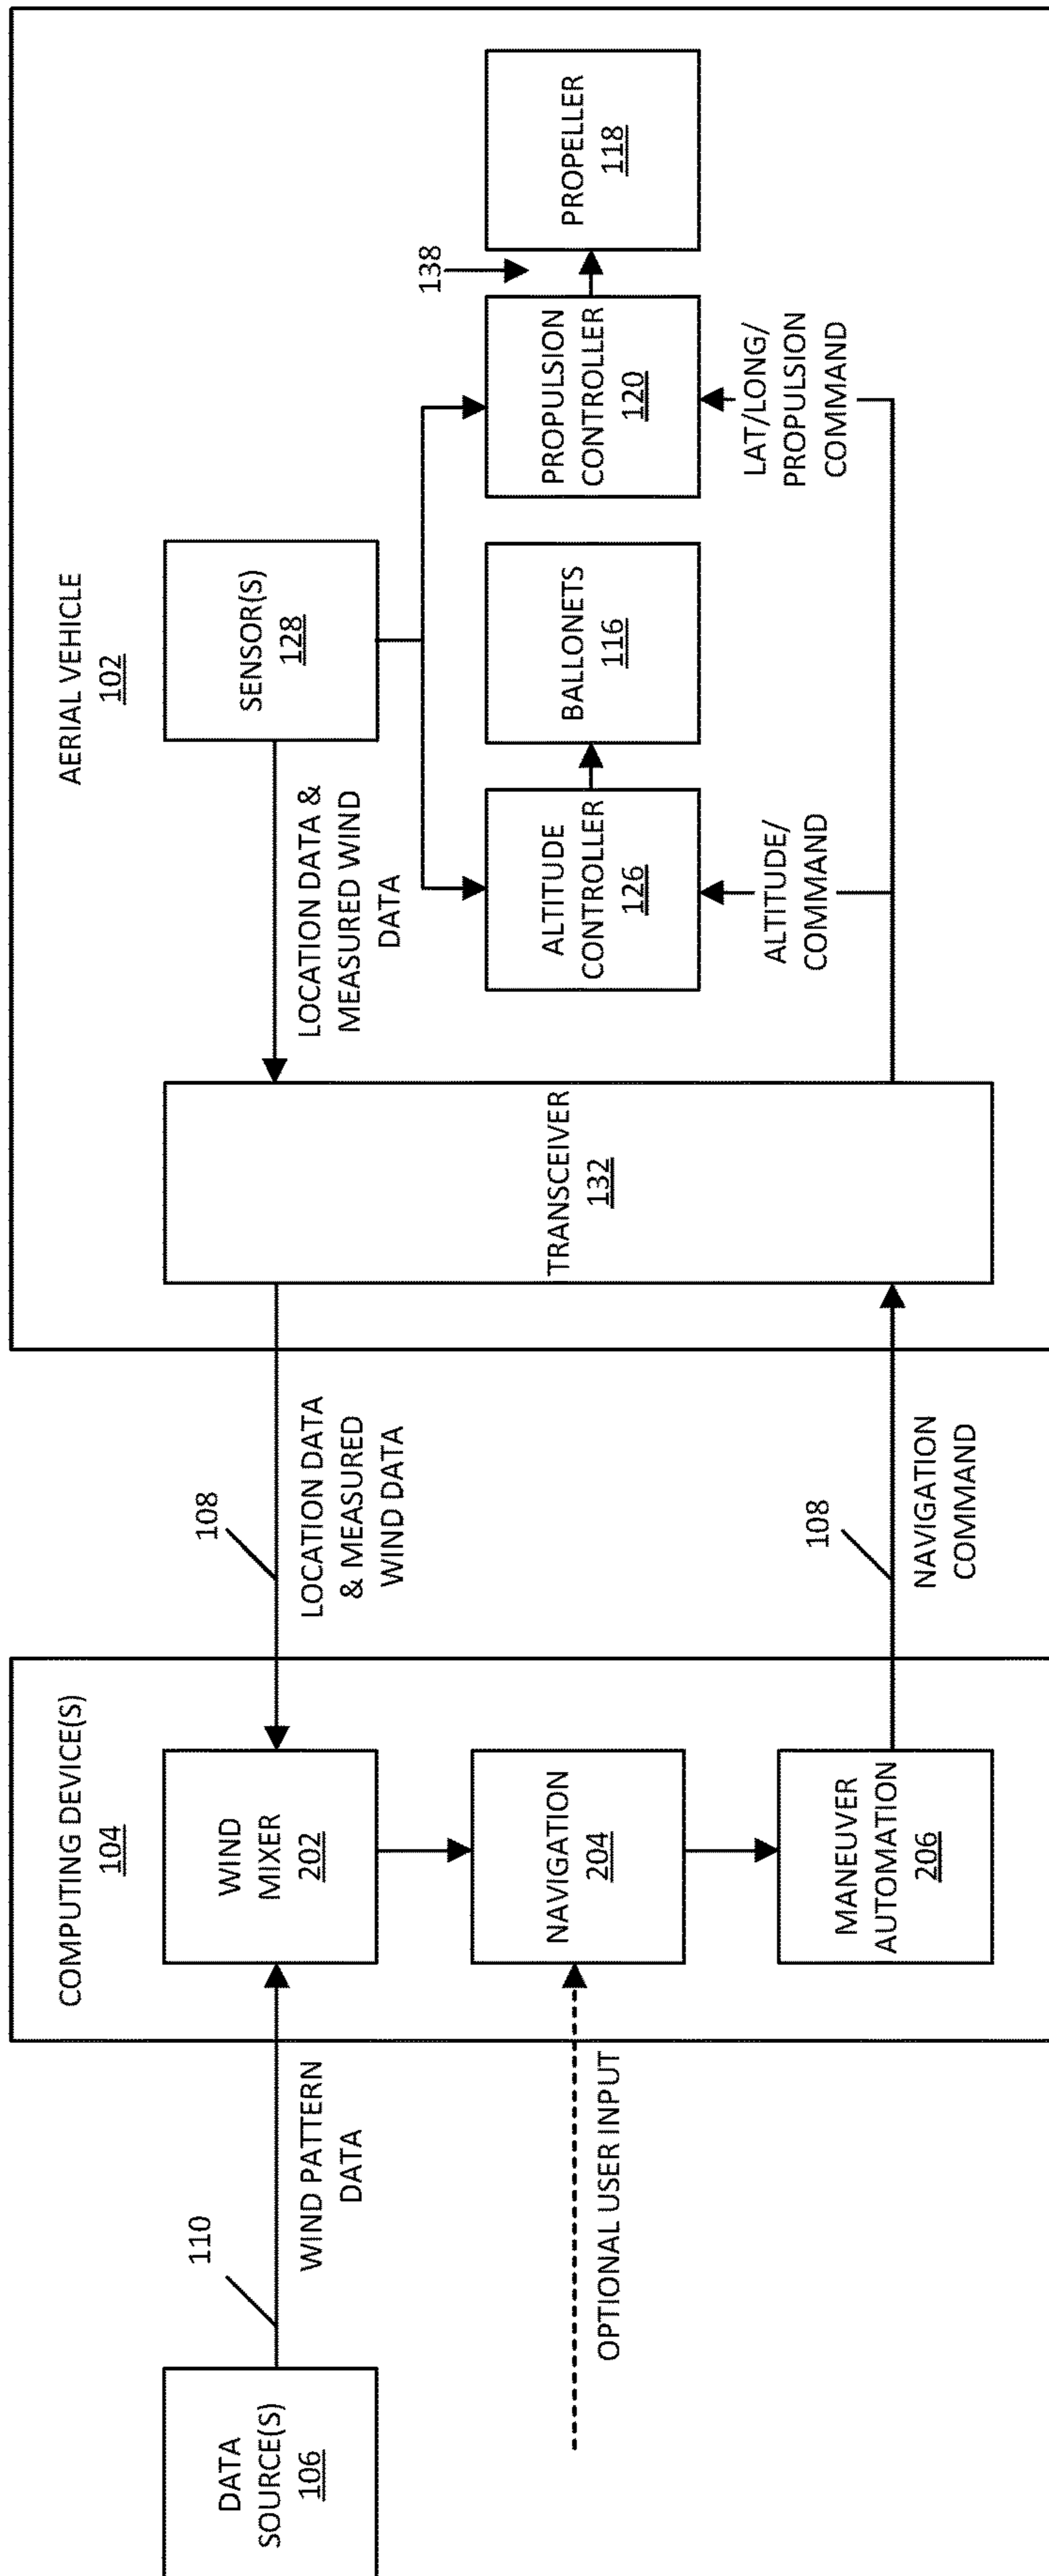 DATA
SOURCE(S)
106
110
WIND PATTERN
DATA
OPTIONAL USER INPUT
COMPUTING DEVICE(S)
104
WIND
MIXER
202
NAVIGATION
204
MANEUVER
AUTOMATION
206
108
LOCATION DATA
& MEASURED
WIND DATA
108
NAVIGATION
COMMAND
AERIAL VEHICLE
102
TRANSCEIVER
132
LOCATION DATA &
MEASURED WIND
DATA
SENSOR(S)
128
ALTITUDE
CONTROLLER
126
BALLONETS
116
PROPULSION
CONTROLLER
120
138
PROPELLER
118
ALTITUDE/
COMMAND
LAT/LONG/
PROPULSION
COMMAND